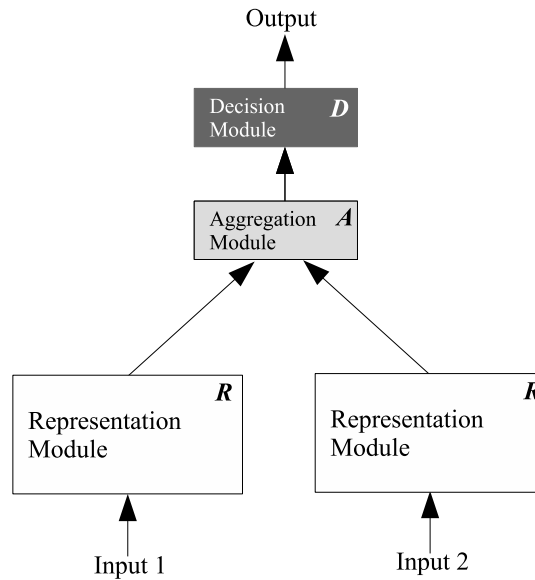 Output
Decision D
Module
Aggregation A
Module
R
Representation
Module
R
Representation
Module
Input 1
Input 2